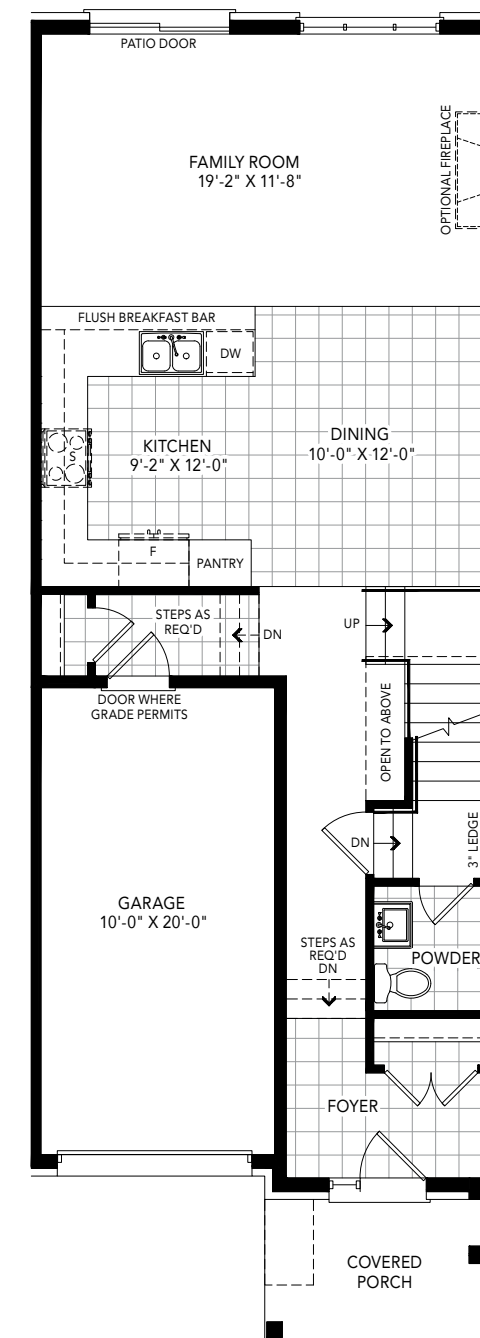 PATIO DOOR
FAMILY ROOM
19'-2" X 11'-8"
OPTIONAL FIREPLACE
FLUSH BREAKFAST BAR
DW
S
KITCHEN
9'-2" X 12'-0"
DINING
10'-0" X 12'-0"
F
PANTRY
STEPS AS
REQ'D
DN
UP
DOOR WHERE
GRADE PERMITS
OPEN TO ABOVE
DN
3" LEDGE
GARAGE
10'-0" X 20'-0"
STEPS AS
REQ'D
DN
POWDER
FOYER
COVERED
PORCH